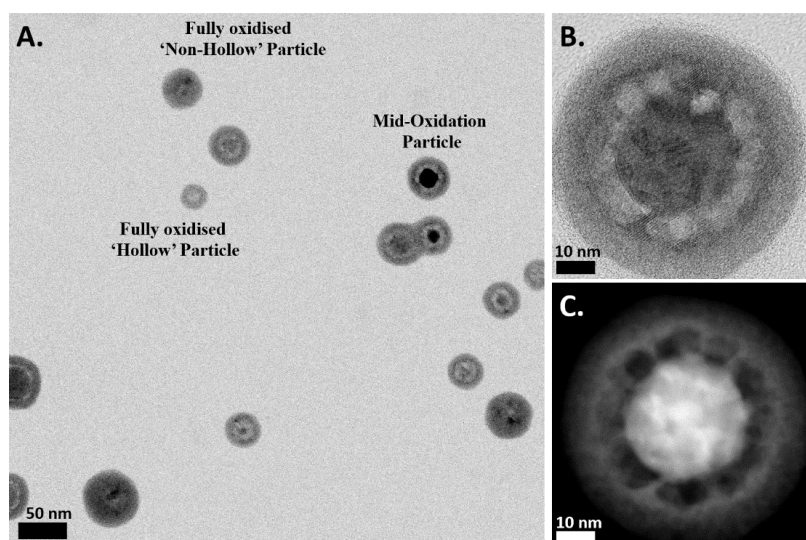 A.
Fully oxidised
‘Non-Hollow’ Particle
Mid-Oxidation
Particle
Fully oxidised
‘Hollow’ Particle
50 nm
B.
10 nm
C.
10 nm